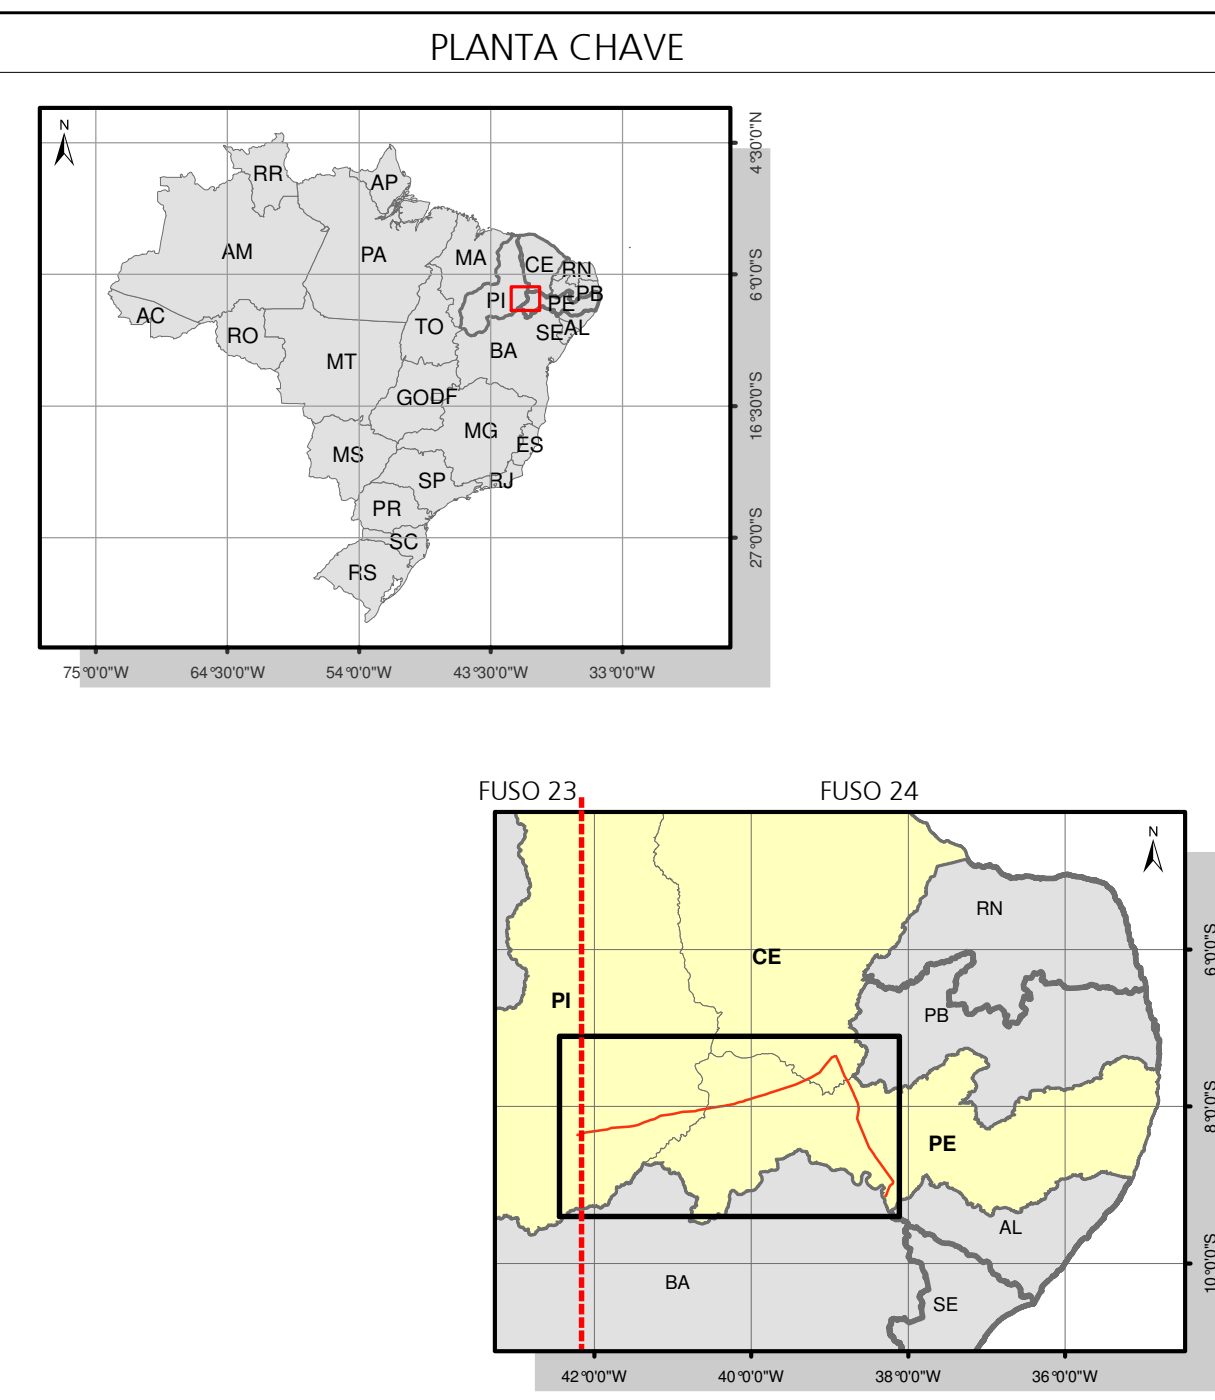 PLANTA CHAVE
N
4°30'0"N
RR
AP
AM
PA
MA
CE
RN
6°0'0"S
PI
PE
PB
AC
RO
TO
SE
AL
MT
BA
GO
DF
16°30'0"S
MG
ES
MS
SP
RJ
PR
SC
27°0'0"S
RS
75°0'0"W
64°30'0"W
54°0'0"W
43°30'0"W
33°0'0"W
FUSO 23
FUSO 24
N
RN
6°0'0"S
CE
PI
PB
8°0'0"S
PE
AL
10°0'0"S
BA
SE
42°0'0"W
40°0'0"W
38°0'0"W
36°0'0"W